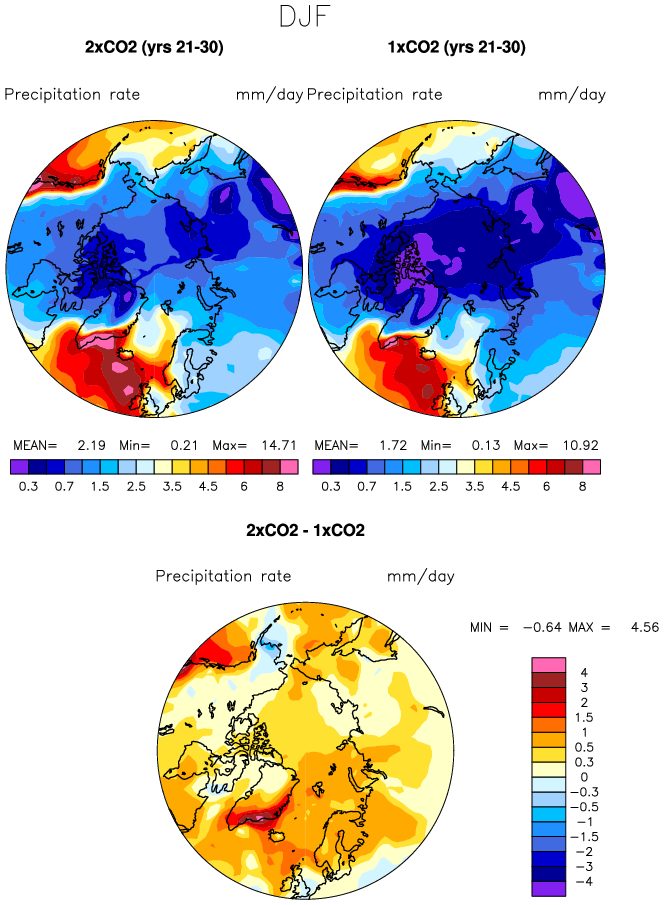 DJF
2xCO2 (yrs 21-30) 1xCO2 (yrs 21-30)
Precipitation rate mm/day Precipitation rate mm/day
MEAN= 2.19 Min= 0.21 Max= 14.71 MEAN= 1.72 Min= 0.13 Max= 10.92
0.3 0.7 1.5 2.5 3.5 4.5 6 8 0.3 0.7 1.5 2.5 3.5 4.5 6 8
2xCO2 - 1xCO2
Precipitation rate mm/day
MIN = -0.64 MAX = 4.56
4
3
2
1.5
1
0.5
0.3
0
-0.3
-0.5
-1
-1.5
-2
-3
-4